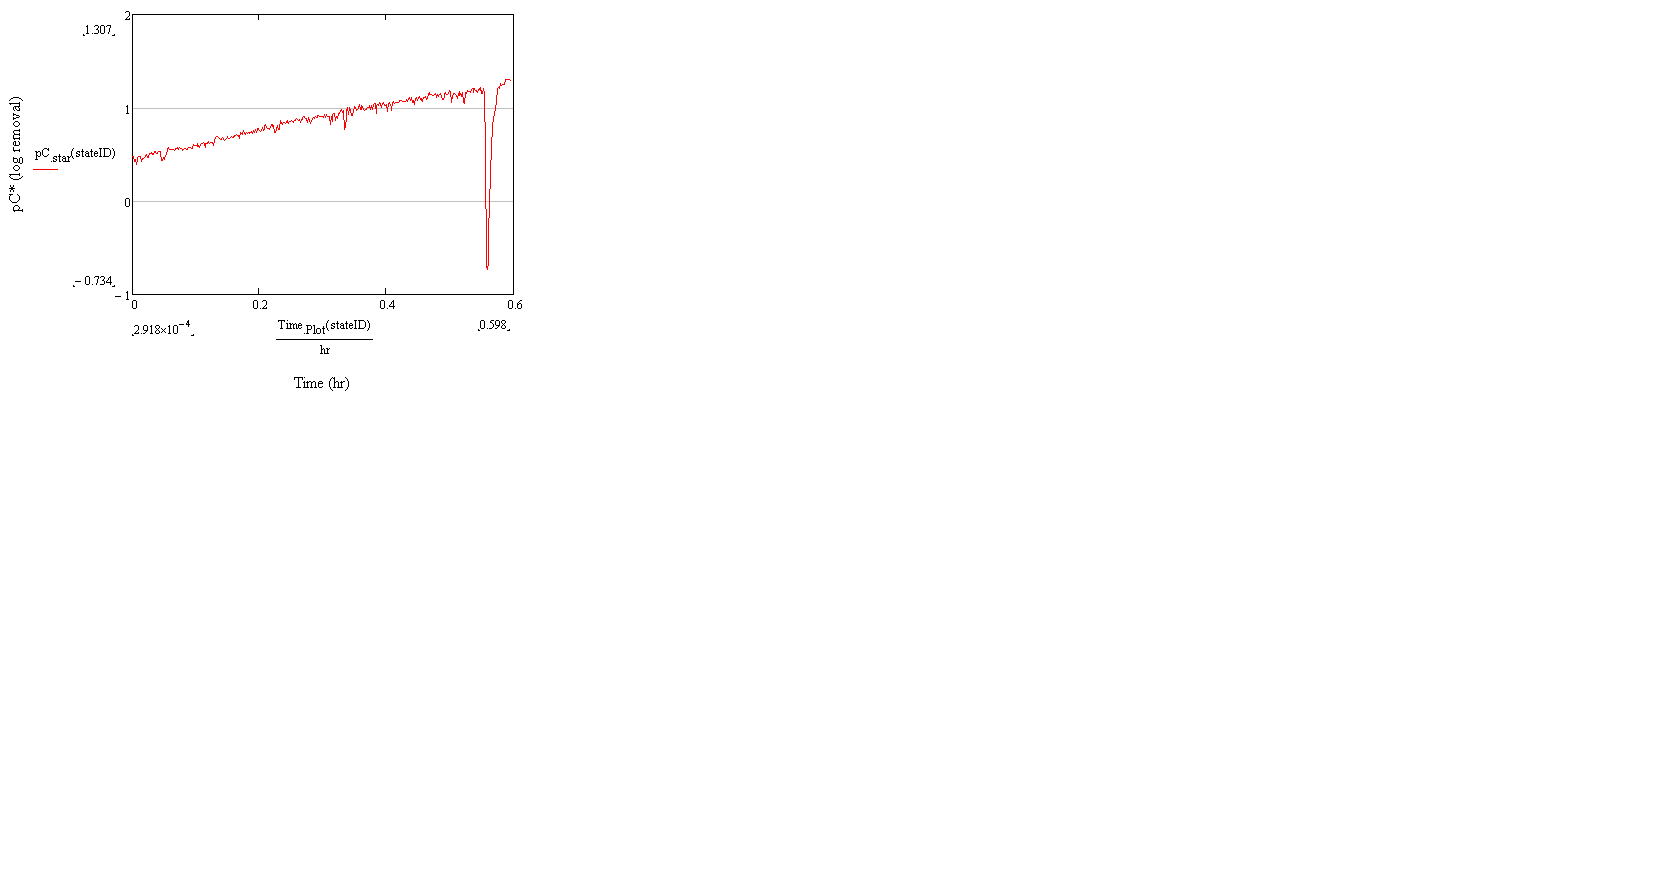 2
1.307
1
pC* (log removal)
pC.star(stateID)
0
− 0.734
− 1
0 0.2 0.4 0.6
2.918×10−4
Time.Plot(stateID)
hr
0.598
Time (hr)